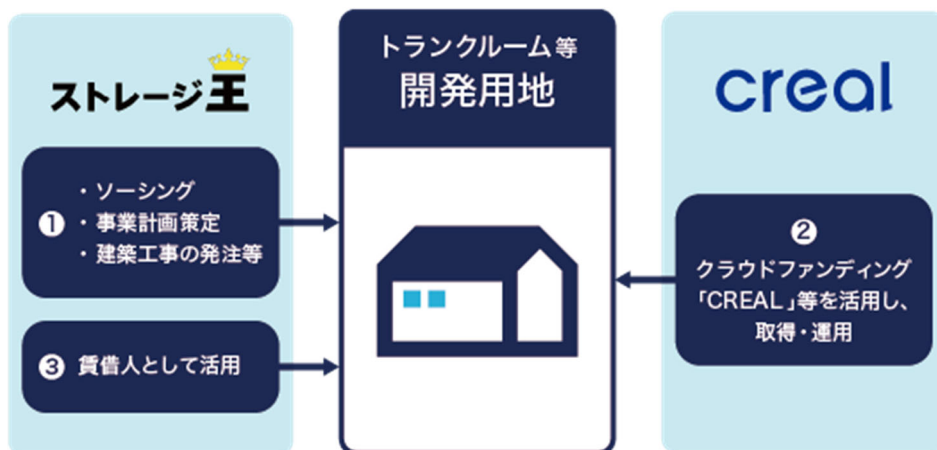 ストレージ王
❶
・ソーシング
・事業計画策定
・建築工事の発注等
❸ 賃借人として活用
トランクルーム等
開発用地
creal
❷
クラウドファンディング
「CREAL」等を活用し、
取得・運用